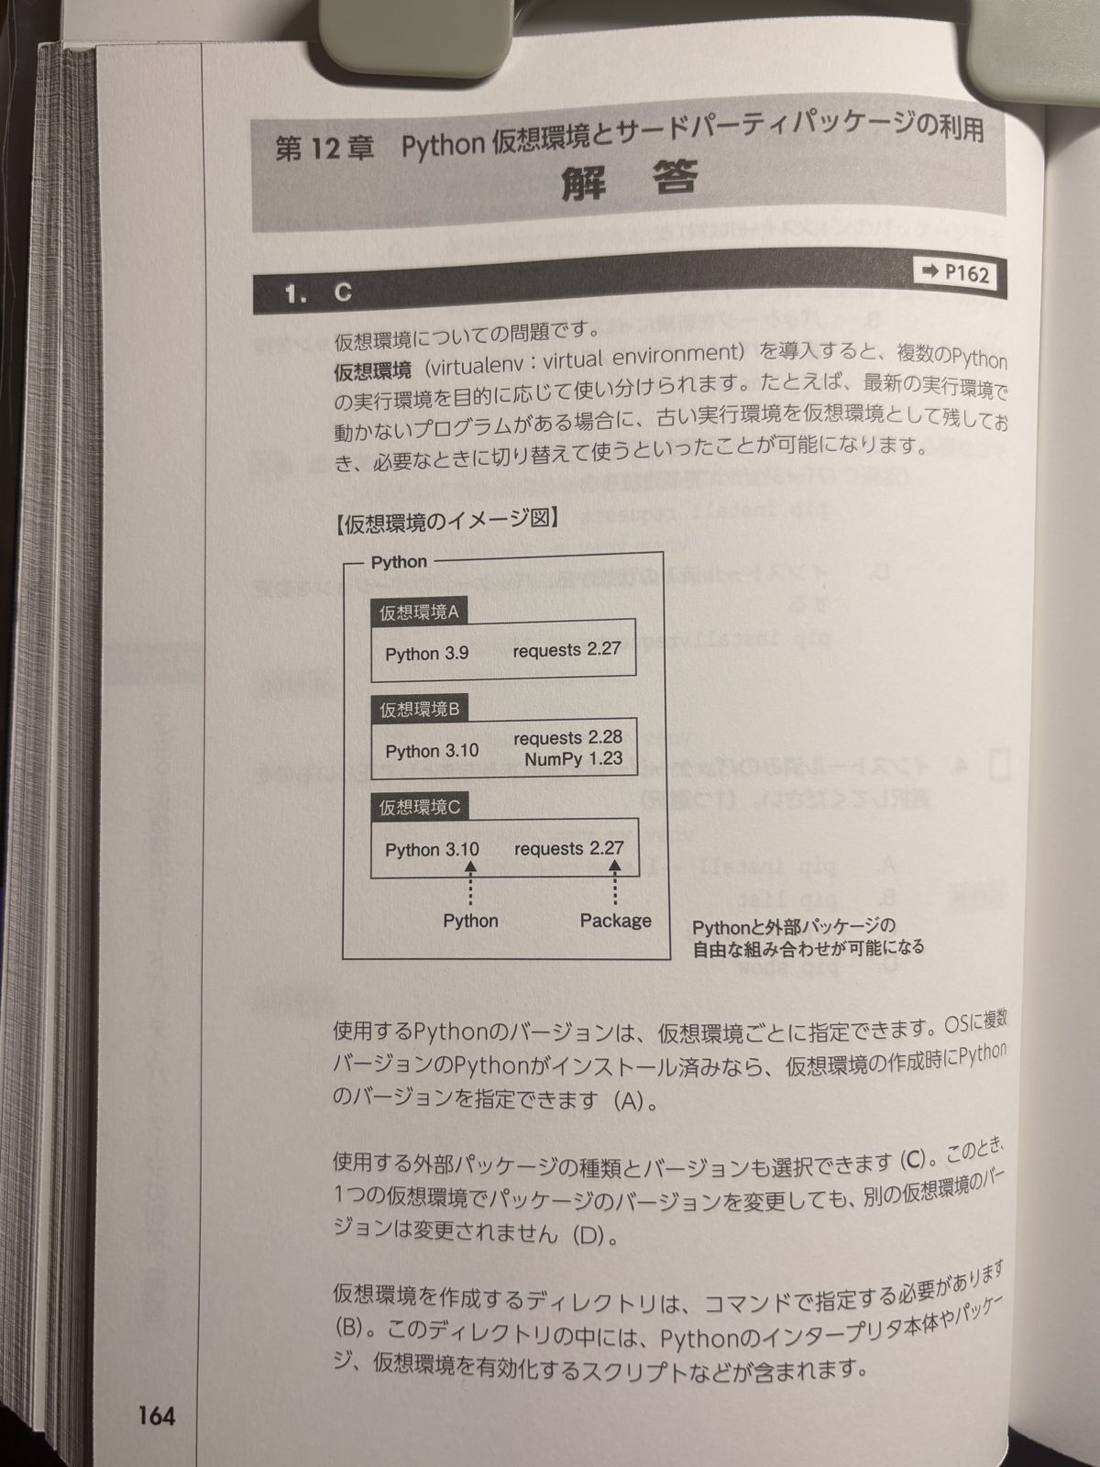 第12章 Python 仮想環境とサードパーティパッケージの利用
解 答
1. C
➡ P162
仮想環境についての問題です。
仮想環境（virtualenv：virtual environment）を導入すると、複数のPython
の実行環境を目的に応じて使い分けられます。たとえば、最新の実行環境で
動かないプログラムがある場合に、古い実行環境を仮想環境として残してお
き、必要なときに切り替えて使うといったことが可能になります。
【仮想環境のイメージ図】
Python
仮想環境A
Python 3.9 requests 2.27
仮想環境B
Python 3.10 requests 2.28
NumPy 1.23
仮想環境C
Python 3.10 requests 2.27
Python Package
Pythonと外部パッケージの
自由な組み合わせが可能になる
使用するPythonのバージョンは、仮想環境ごとに指定できます。OSに複数
バージョンのPythonがインストール済みなら、仮想環境の作成時にPython
のバージョンを指定できます（A）。
使用する外部パッケージの種類とバージョンも選択できます（C）。このとき、
1つの仮想環境でパッケージのバージョンを変更しても、別の仮想環境のバー
ジョンは変更されません（D）。
仮想環境を作成するディレクトリは、コマンドで指定する必要があります
（B）。このディレクトリの中には、Pythonのインタープリタ本体やパッケー
ジ、仮想環境を有効化するスクリプトなどが含まれます。
164